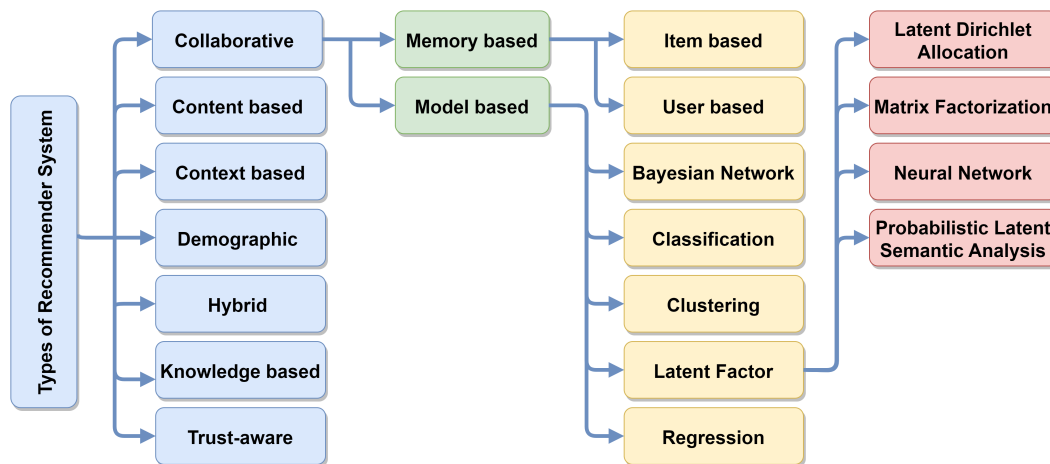 Types of Recommender System
Collaborative
Content based
Context based
Demographic
Hybrid
Knowledge based
Trust-aware
Memory based
Model based
Item based
User based
Bayesian Network
Classification
Clustering
Latent Factor
Regression
Latent Dirichlet
Allocation
Matrix Factorization
Neural Network
Probabilistic Latent
Semantic Analysis